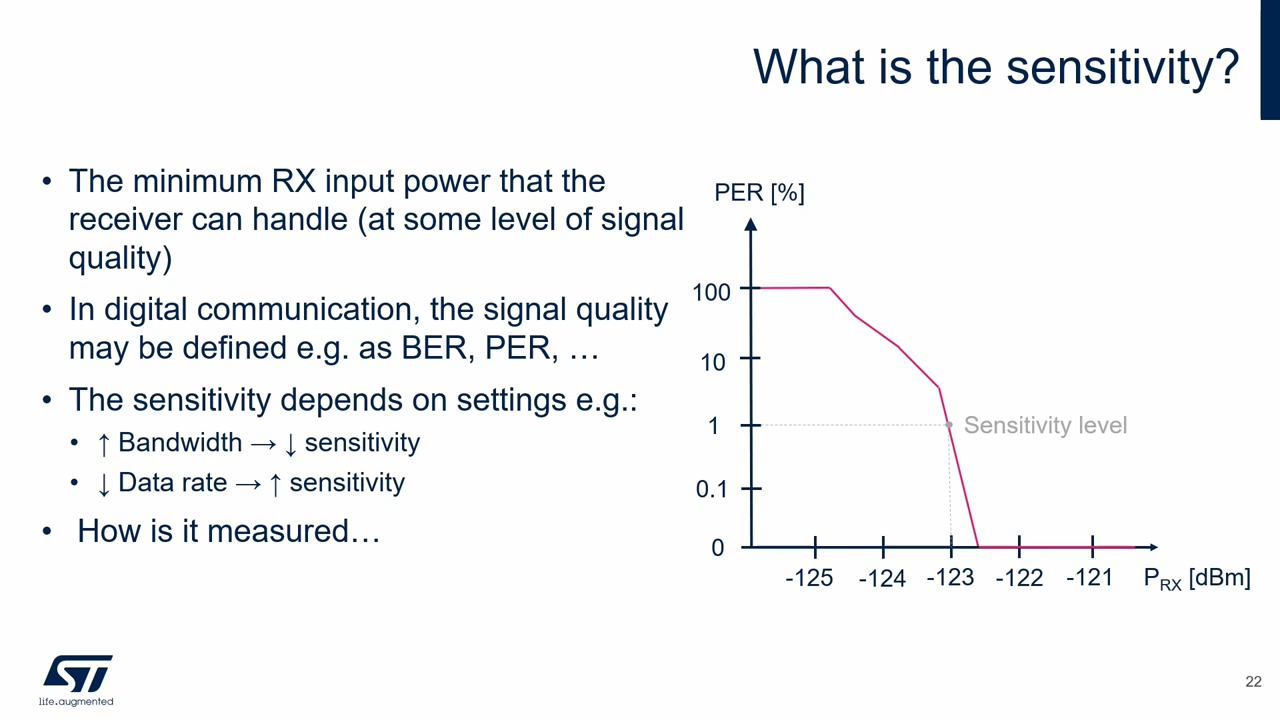 What is the sensitivity?
• The minimum RX input power that the
receiver can handle (at some level of signal
quality)
• In digital communication, the signal quality
may be defined e.g. as BER, PER, …
• The sensitivity depends on settings e.g.:
• ↑ Bandwidth → ↓ sensitivity
• ↓ Data rate → ↑ sensitivity
• How is it measured…
PER [%]
100
10
1
0.1
0
Sensitivity level
-125 -124 -123 -122 -121 PRX [dBm]
ST
life.augmented
22